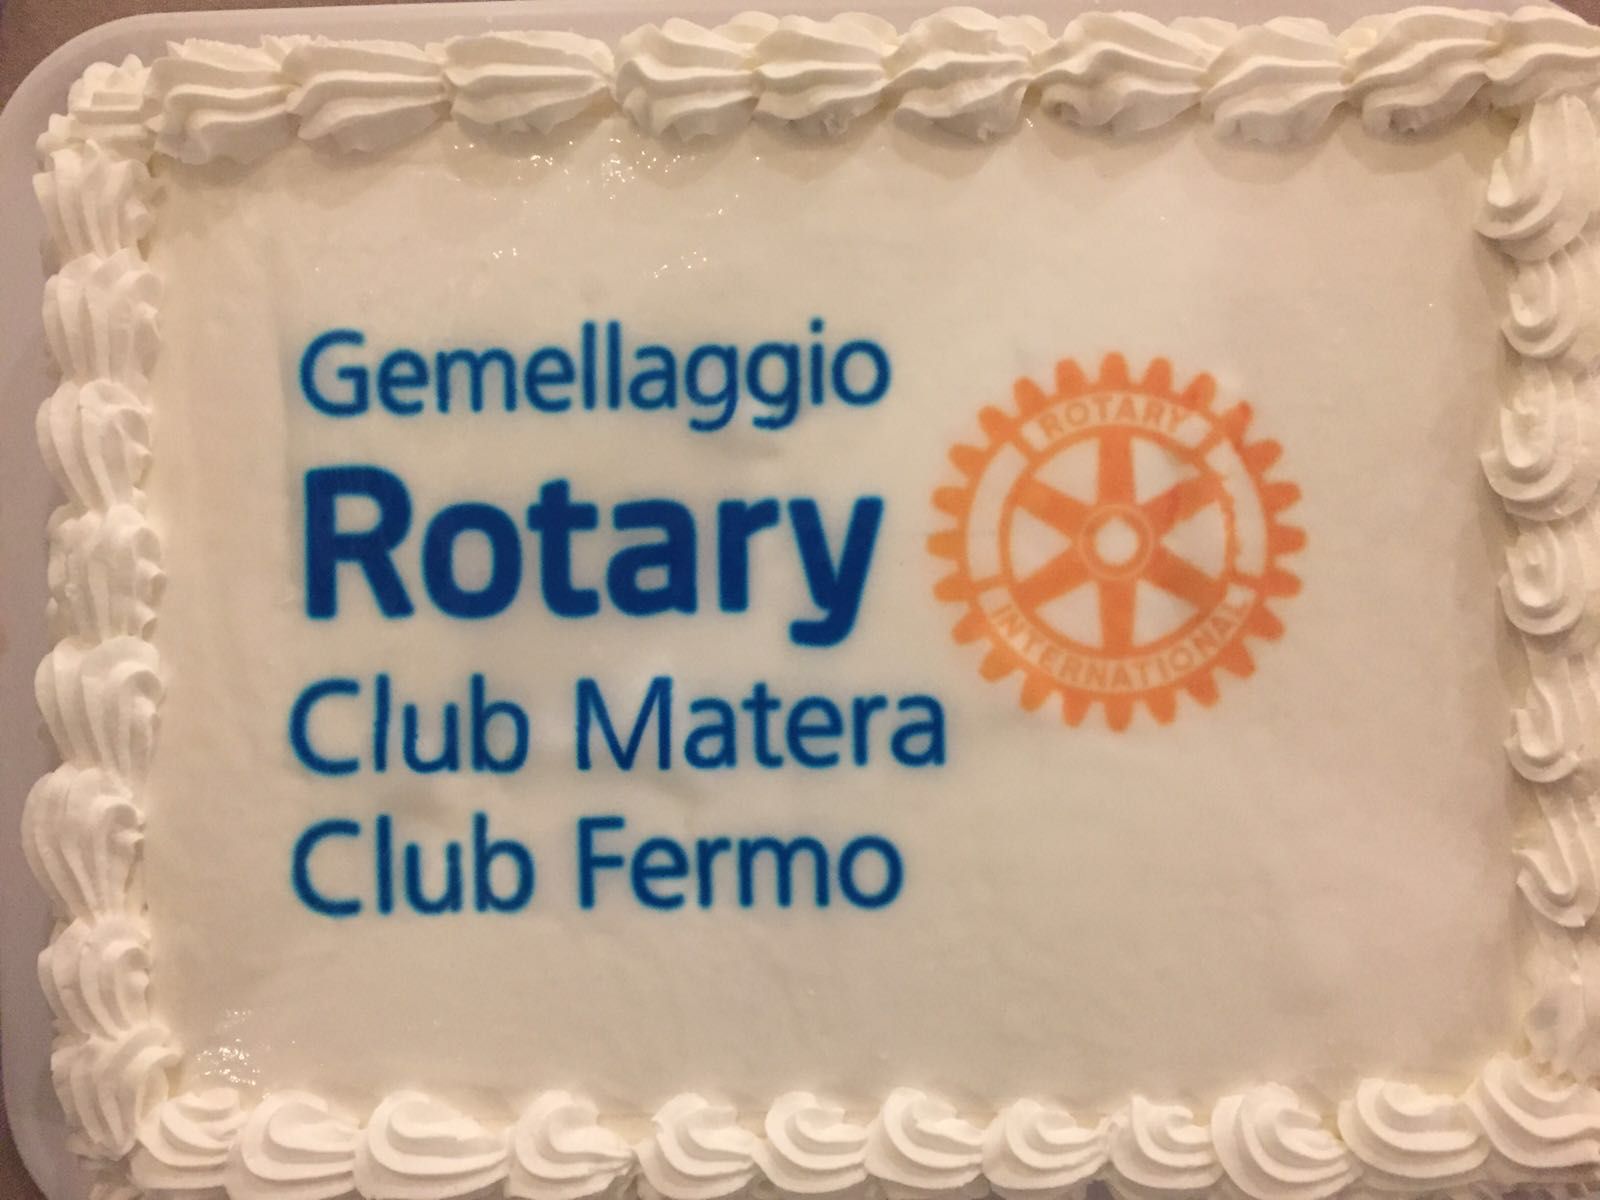 Gemellaggio
Rotary
Club Matera
Club Fermo
ROTARY
INTERNATIONAL